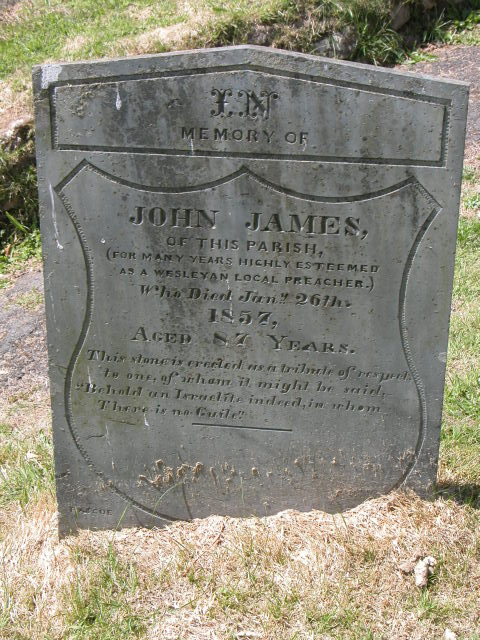 IN
MEMORY OF
JOHN JAMES,
OF THIS PARISH,
(FOR MANY YEARS HIGHLY ESTEEMED
AS A WESLEYAN LOCAL PREACHER.)
Who Died Jany. 26th.
1857,
AGED 87 YEARS.
This stone is erected as a tribute of respect,
to one, of whom it might be said,
"Behold an Israelite indeed, in whom
There is no Guile".